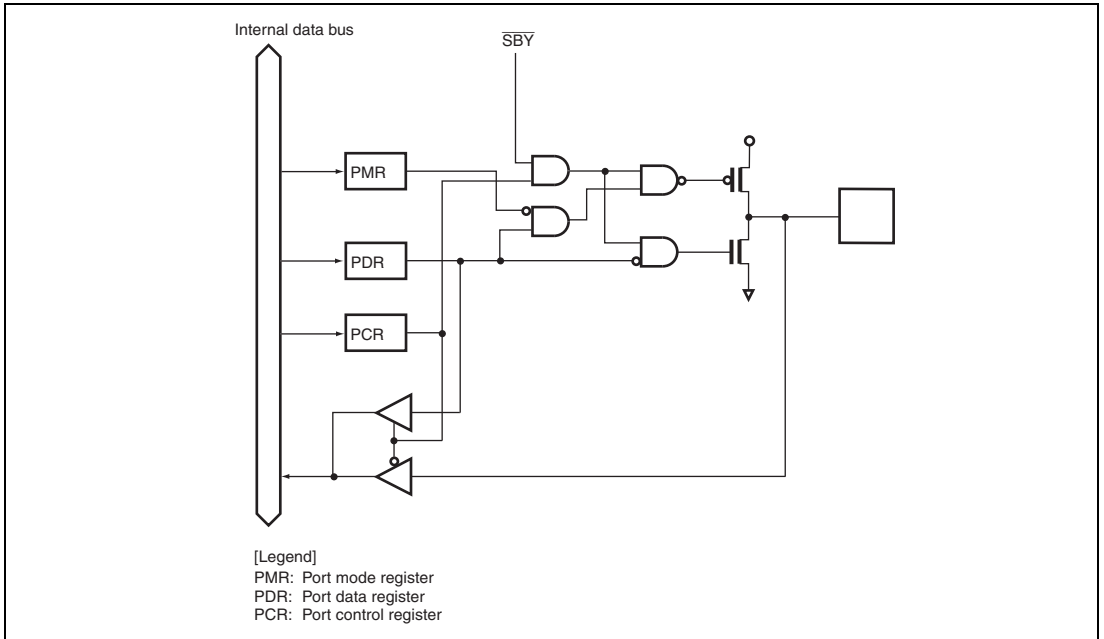 Internal data bus
SBY
PMR
PDR
PCR
[Legend]
PMR: Port mode register
PDR: Port data register
PCR: Port control register